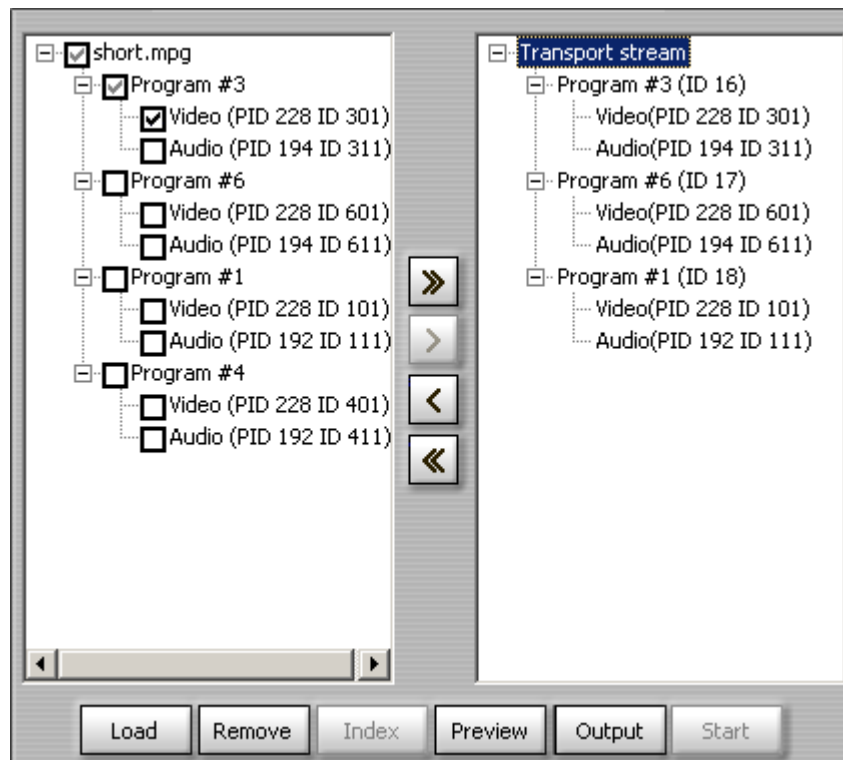 short.mpg
Program #3
Video (PID 228 ID 301)
Audio (PID 194 ID 311)
Program #6
Video (PID 228 ID 601)
Audio (PID 194 ID 611)
Program #1
Video (PID 228 ID 101)
Audio (PID 192 ID 111)
Program #4
Video (PID 228 ID 401)
Audio (PID 192 ID 411)
Transport stream
Program #3 (ID 16)
Video(PID 228 ID 301)
Audio(PID 194 ID 311)
Program #6 (ID 17)
Video(PID 228 ID 601)
Audio(PID 194 ID 611)
Program #1 (ID 18)
Video(PID 228 ID 101)
Audio(PID 192 ID 111)
Load Remove Index Preview Output Start